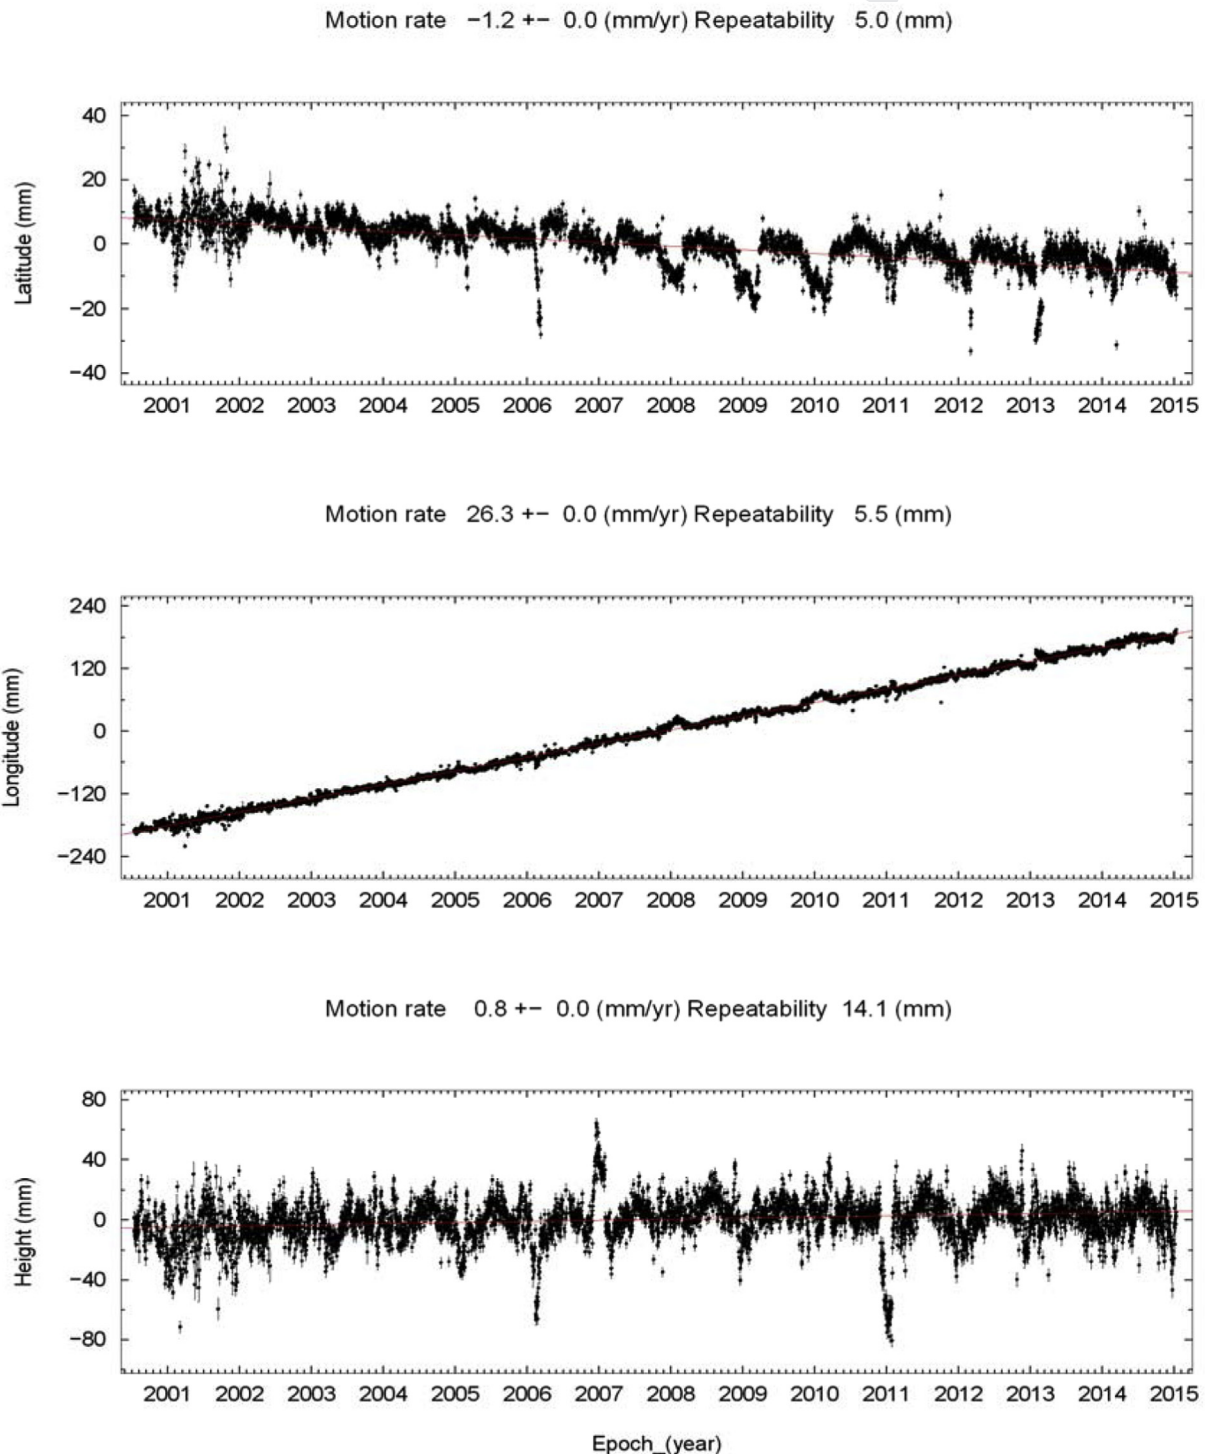 Motion rate −1.2 +− 0.0 (mm/yr) Repeatability 5.0 (mm)
40
20
0
−20
−40
Latitude (mm)
2001 2002 2003 2004 2005 2006 2007 2008 2009 2010 2011 2012 2013 2014 2015
Motion rate 26.3 +− 0.0 (mm/yr) Repeatability 5.5 (mm)
240
120
0
−120
−240
Longitude (mm)
2001 2002 2003 2004 2005 2006 2007 2008 2009 2010 2011 2012 2013 2014 2015
Motion rate 0.8 +− 0.0 (mm/yr) Repeatability 14.1 (mm)
80
40
0
−40
−80
Height (mm)
2001 2002 2003 2004 2005 2006 2007 2008 2009 2010 2011 2012 2013 2014 2015
Epoch_(year)